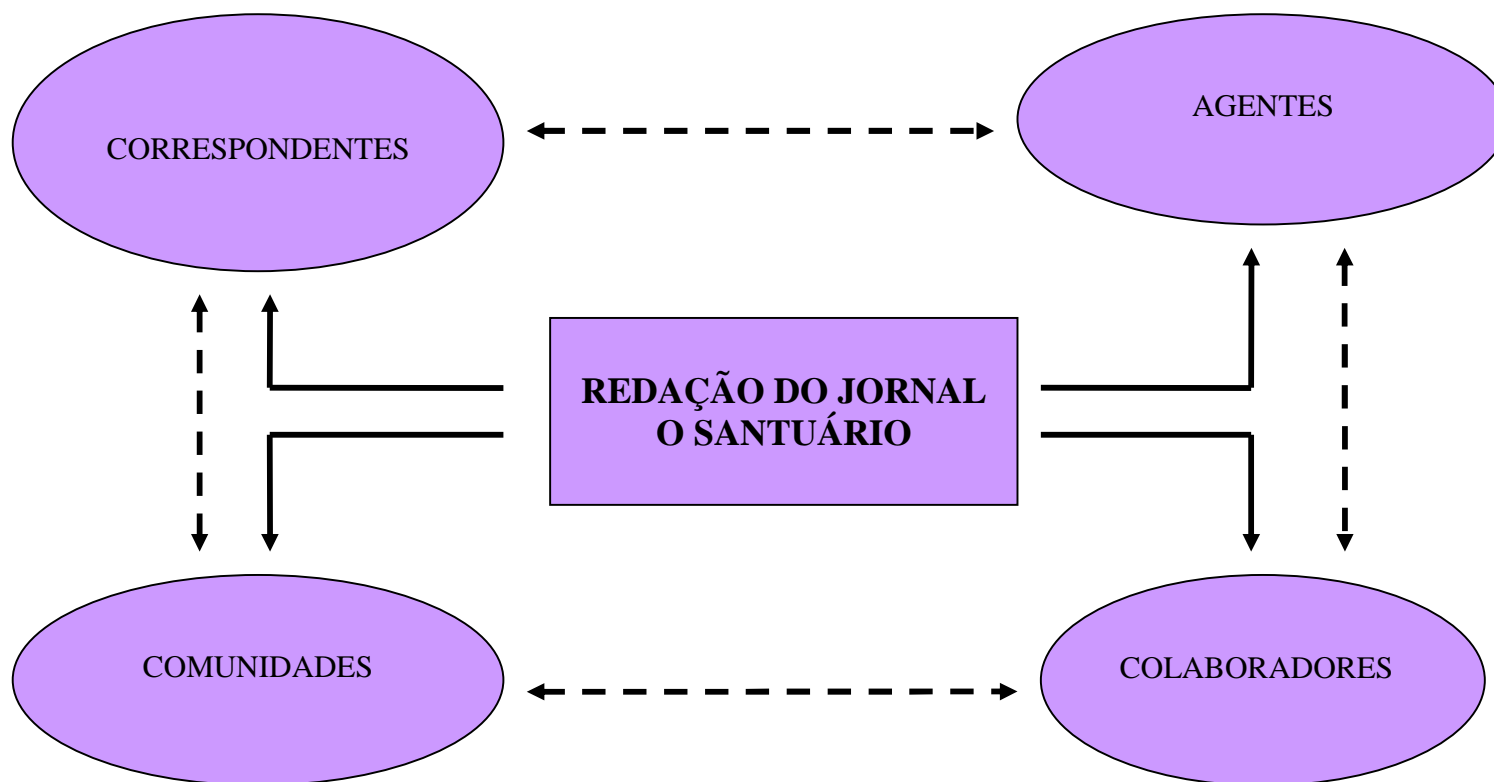 AGENTES
CORRESPONDENTES
REDAÇÃO DO JORNAL
O SANTUÁRIO
COMUNIDADES
COLABORADORES